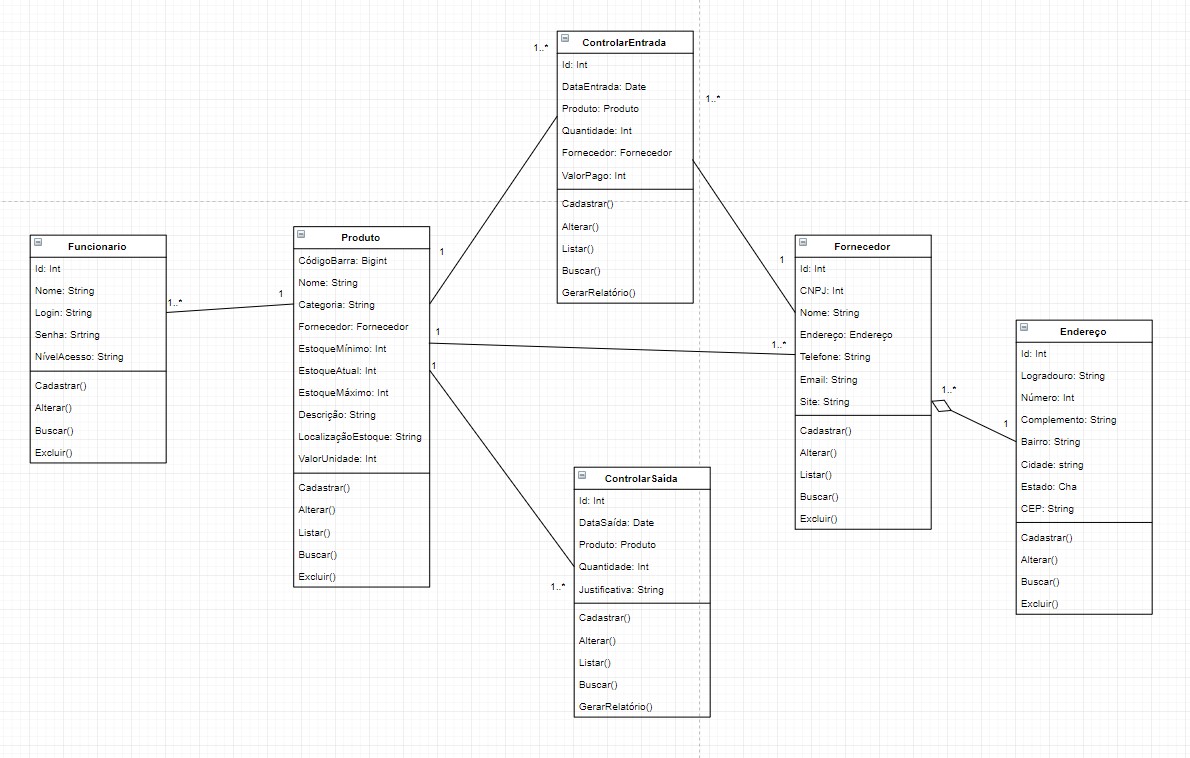 1..*
ControlarEntrada
Id: Int
DataEntrada: Date
Produto: Produto
Quantidade: Int
Fornecedor: Fornecedor
ValorPago: Int
Cadastrar()
Alterar()
Listar()
Buscar()
GerarRelatório()
1..*
1
Funcionario
Id: Int
Nome: String
Login: String
Senha: Srtring
NívelAcesso: String
Cadastrar()
Alterar()
Buscar()
Excluir()
1..*
1
Produto
CódigoBarra: Bigint
Nome: String
Categoria: String
Fornecedor: Fornecedor
EstoqueMínimo: Int
EstoqueAtual: Int
EstoqueMáximo: Int
Descrição: String
LocalizaçãoEstoque: String
ValorUnidade: Int
Cadastrar()
Alterar()
Listar()
Buscar()
Excluir()
1
1
1
1..*
Fornecedor
Id: Int
CNPJ: Int
Nome: String
Endereço: Endereço
Telefone: String
Email: String
Site: String
Cadastrar()
Alterar()
Listar()
Buscar()
Excluir()
1..*
1
Endereço
Id: Int
Logradouro: String
Número: Int
Complemento: String
Bairro: String
Cidade: string
Estado: Cha
CEP: String
Cadastrar()
Alterar()
Buscar()
Excluir()
1..*
ControlarSaída
Id: Int
DataSaída: Date
Produto: Produto
Quantidade: Int
Justificativa: String
Cadastrar()
Alterar()
Listar()
Buscar()
GerarRelatório()